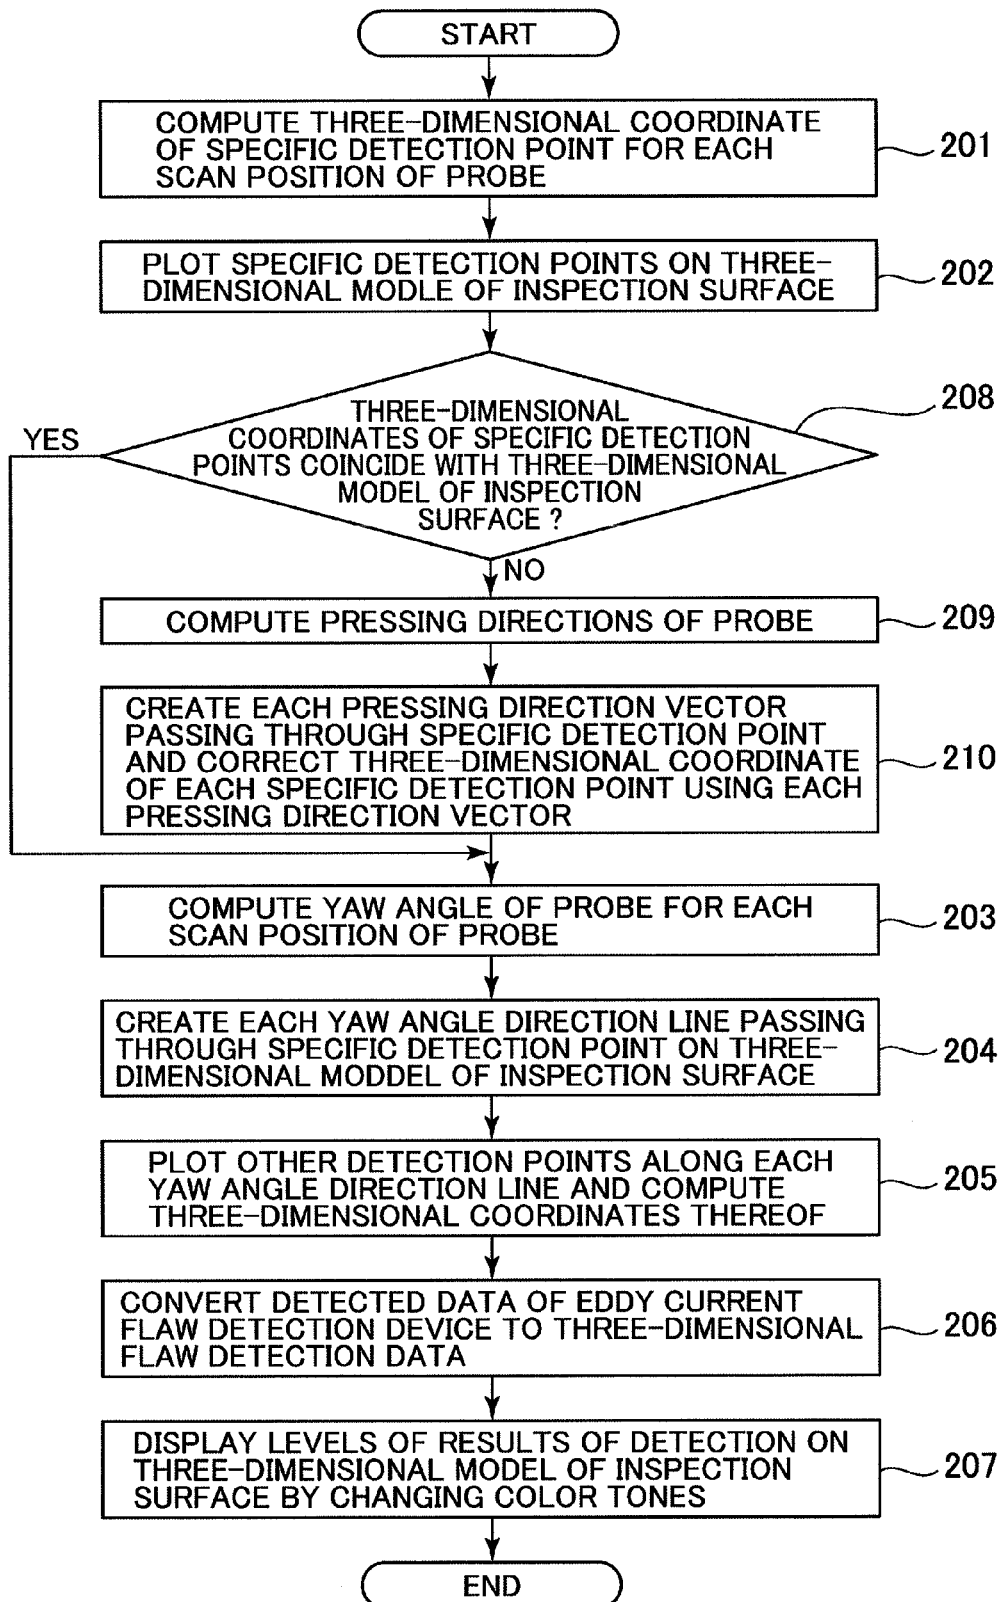 START
COMPUTE THREE-DIMENSIONAL COORDINATE
OF SPECIFIC DETECTION POINT FOR EACH
SCAN POSITION OF PROBE
201
PLOT SPECIFIC DETECTION POINTS ON THREE-
DIMENSIONAL MODLE OF INSPECTION SURFACE
202
THREE-DIMENSIONAL
COORDINATES OF SPECIFIC DETECTION
POINTS COINCIDE WITH THREE-DIMENSIONAL
MODEL OF INSPECTION
SURFACE ?
208
YES
NO
COMPUTE PRESSING DIRECTIONS OF PROBE
209
CREATE EACH PRESSING DIRECTION VECTOR
PASSING THROUGH SPECIFIC DETECTION POINT
AND CORRECT THREE-DIMENSIONAL COORDINATE
OF EACH SPECIFIC DETECTION POINT USING EACH
PRESSING DIRECTION VECTOR
210
COMPUTE YAW ANGLE OF PROBE FOR EACH
SCAN POSITION OF PROBE
203
CREATE EACH YAW ANGLE DIRECTION LINE PASSING
THROUGH SPECIFIC DETECTION POINT ON THREE-
DIMENSIONAL MODDEL OF INSPECTION SURFACE
204
PLOT OTHER DETECTION POINTS ALONG EACH
YAW ANGLE DIRECTION LINE AND COMPUTE
THREE-DIMENSIONAL COORDINATES THEREOF
205
CONVERT DETECTED DATA OF EDDY CURRENT
FLAW DETECTION DEVICE TO THREE-DIMENSIONAL
FLAW DETECTION DATA
206
DISPLAY LEVELS OF RESULTS OF DETECTION ON
THREE-DIMENSIONAL MODEL OF INSPECTION
SURFACE BY CHANGING COLOR TONES
207
END